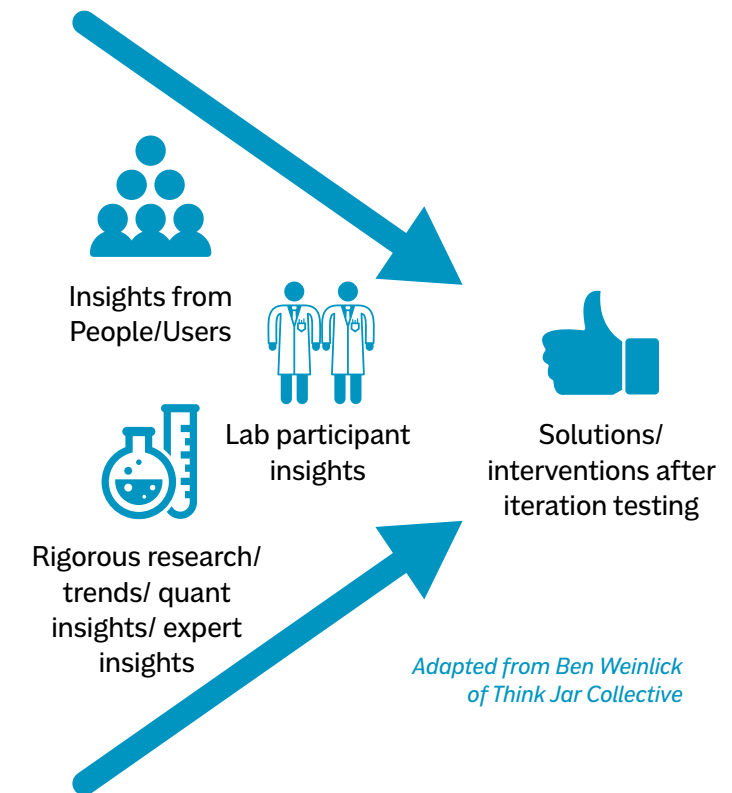 Insights from
People/Users
Lab participant
insights
Rigorous research/
trends/ quant
insights/ expert
insights
Solutions/
interventions after
iteration testing
Adapted from Ben Weinlick
of Think Jar Collective